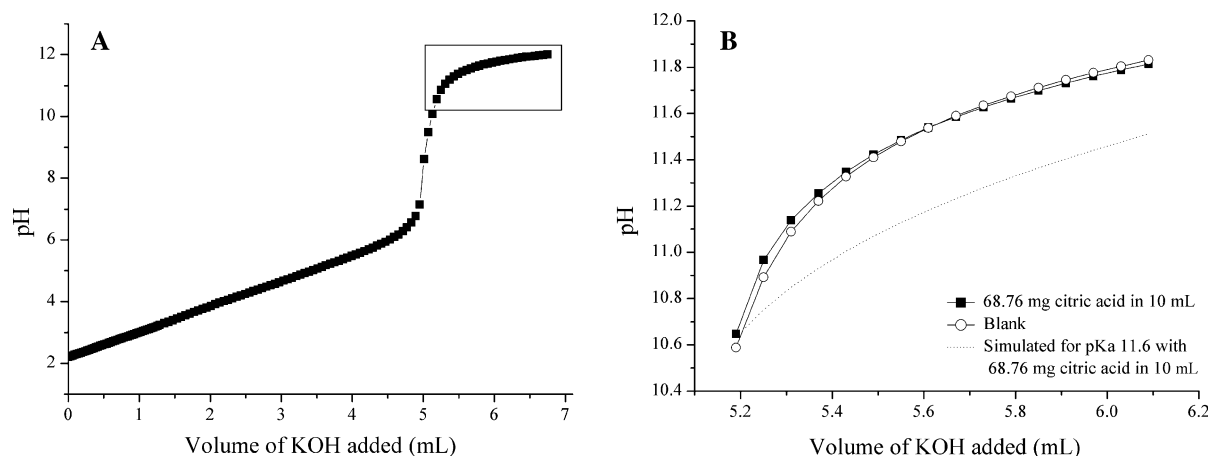 A
12
10
8
6
4
2
pH
0 1 2 3 4 5 6 7
Volume of KOH added (mL)
B
12.0
11.8
11.6
11.4
11.2
11.0
10.8
10.6
10.4
pH
68.76 mg citric acid in 10 mL
Blank
Simulated for pKa 11.6 with
68.76 mg citric acid in 10 mL
5.2 5.4 5.6 5.8 6.0 6.2
Volume of KOH added (mL)